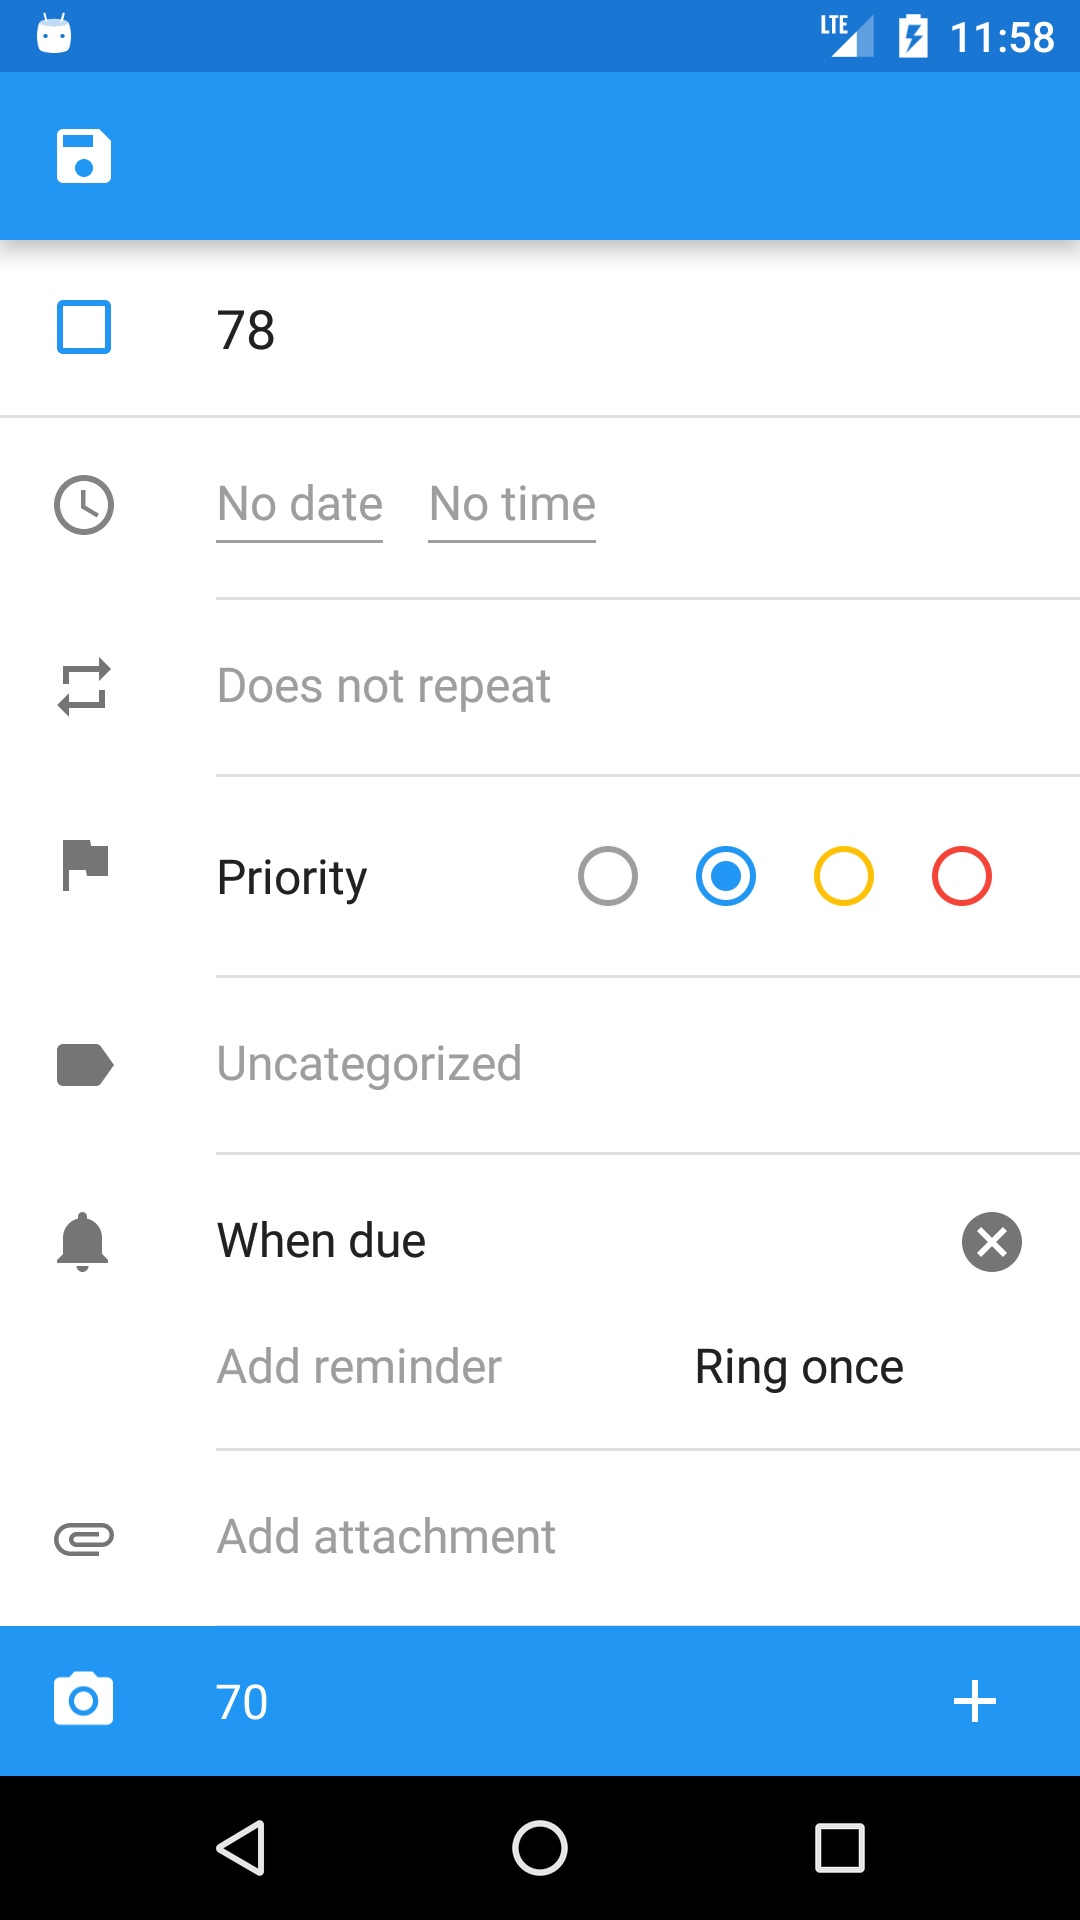 LTE 11:58
78
No date No time
Does not repeat
Priority
Uncategorized
When due
Add reminder Ring once
Add attachment
70